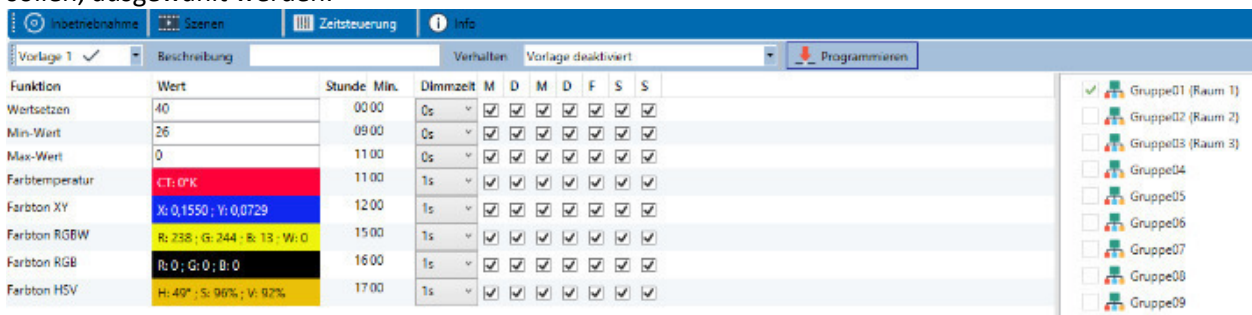 sollen, ausgewählt werden.
Inbetriebnahme Szenen Zeitsteuerung Info
Vorlage 1 Beschreibung Verhalten Vorlage deaktiviert Programmieren
Funktion Wert Stunde Min. Dimmzeit M D M D F S S
Wertsetzen 40 00 00 0s
Min-Wert 26 09 00 0s
Max-Wert 0 11 00 0s
Farbtemperatur CT: 0°K 11 00 1s
Farbton XY X: 0,1550 ; Y: 0,0729 12 00 1s
Farbton RGBW R: 238 ; G: 244 ; B: 13 ; W: 0 15 00 1s
Farbton RGB R: 0 ; G: 0 ; B: 0 16 00 1s
Farbton HSV H: 49° ; S: 96% ; V: 92% 17 00 1s
Gruppe01 (Raum 1)
Gruppe02 (Raum 2)
Gruppe03 (Raum 3)
Gruppe04
Gruppe05
Gruppe06
Gruppe07
Gruppe08
Gruppe09